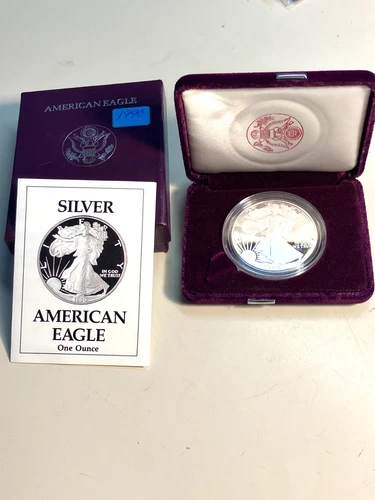 AMERICAN EAGLE
1990
SILVER
LIBERTY
IN GOD
WE TRUST
AMERICAN
EAGLE
One Ounce